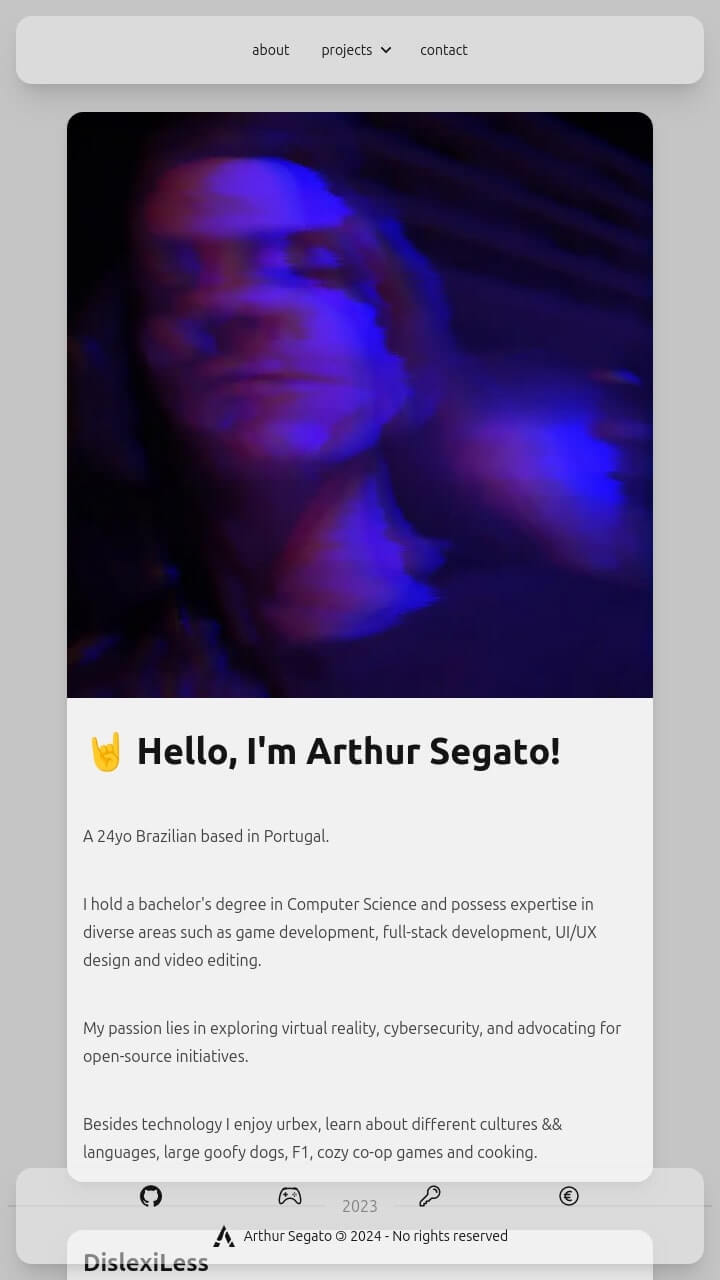 about projects contact
🤘 Hello, I'm Arthur Segato!
A 24yo Brazilian based in Portugal.
I hold a bachelor's degree in Computer Science and possess expertise in
diverse areas such as game development, full-stack development, UI/UX
design and video editing.
My passion lies in exploring virtual reality, cybersecurity, and advocating for
open-source initiatives.
Besides technology I enjoy urbex, learn about different cultures &&
languages, large goofy dogs, F1, cozy co-op games and cooking.
2023
Arthur Segato 🄯 2024 - No rights reserved
DislexiLess